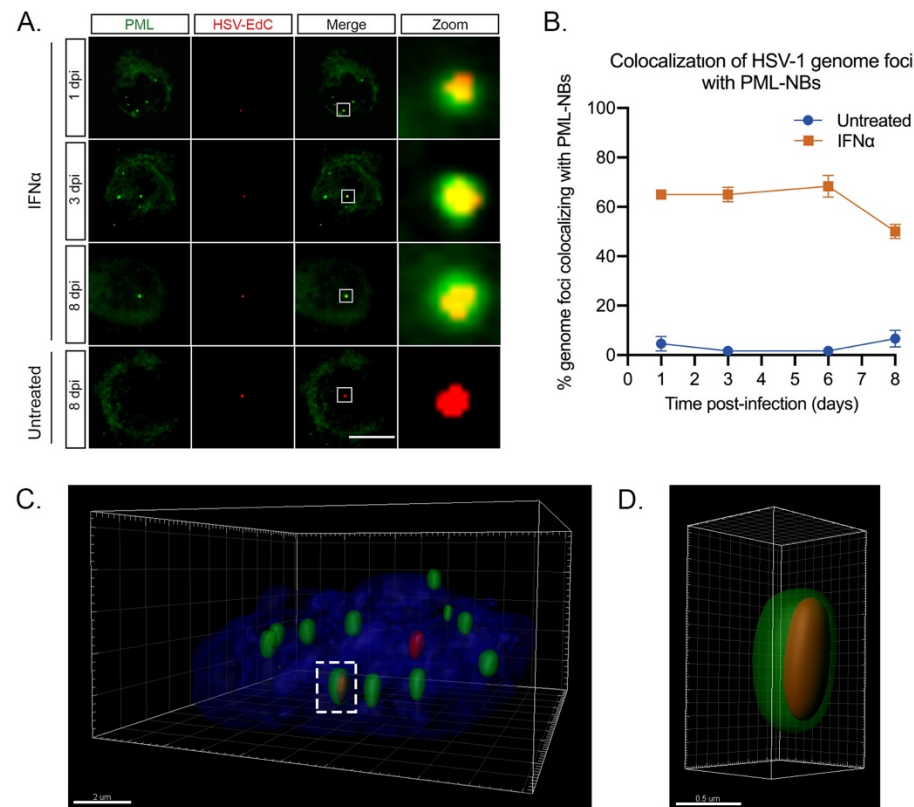 A.
PML HSV-EdC Merge Zoom
IFNα
1 dpi
3 dpi
8 dpi
Untreated
8 dpi
B.
Colocalization of HSV-1 genome foci
with PML-NBs
% genome foci colocalizing with PML-NBs
100
80
60
40
20
0
Untreated
IFNα
0 1 2 3 4 5 6 7 8
Time post-infection (days)
C.
2 um
D.
0.5 um